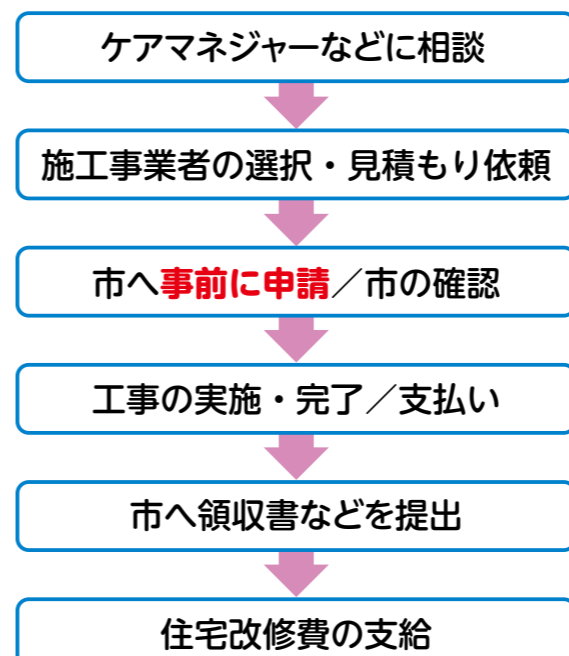 ケアマネジャーなどに相談
施工事業者の選択・見積もり依頼
市へ事前に申請／市の確認
工事の実施・完了／支払い
市へ領収書などを提出
住宅改修費の支給